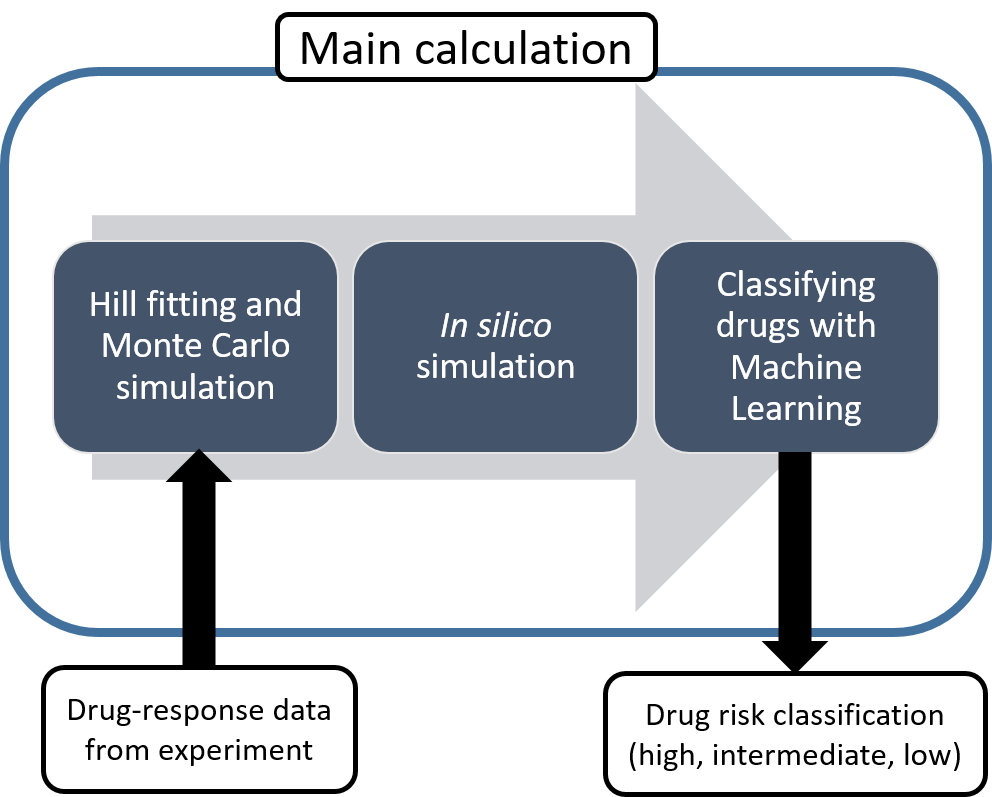 Main calculation
Hill fitting and
Monte Carlo
simulation
In silico
simulation
Classifying
drugs with
Machine
Learning
Drug-response data
from experiment
Drug risk classification
(high, intermediate, low)